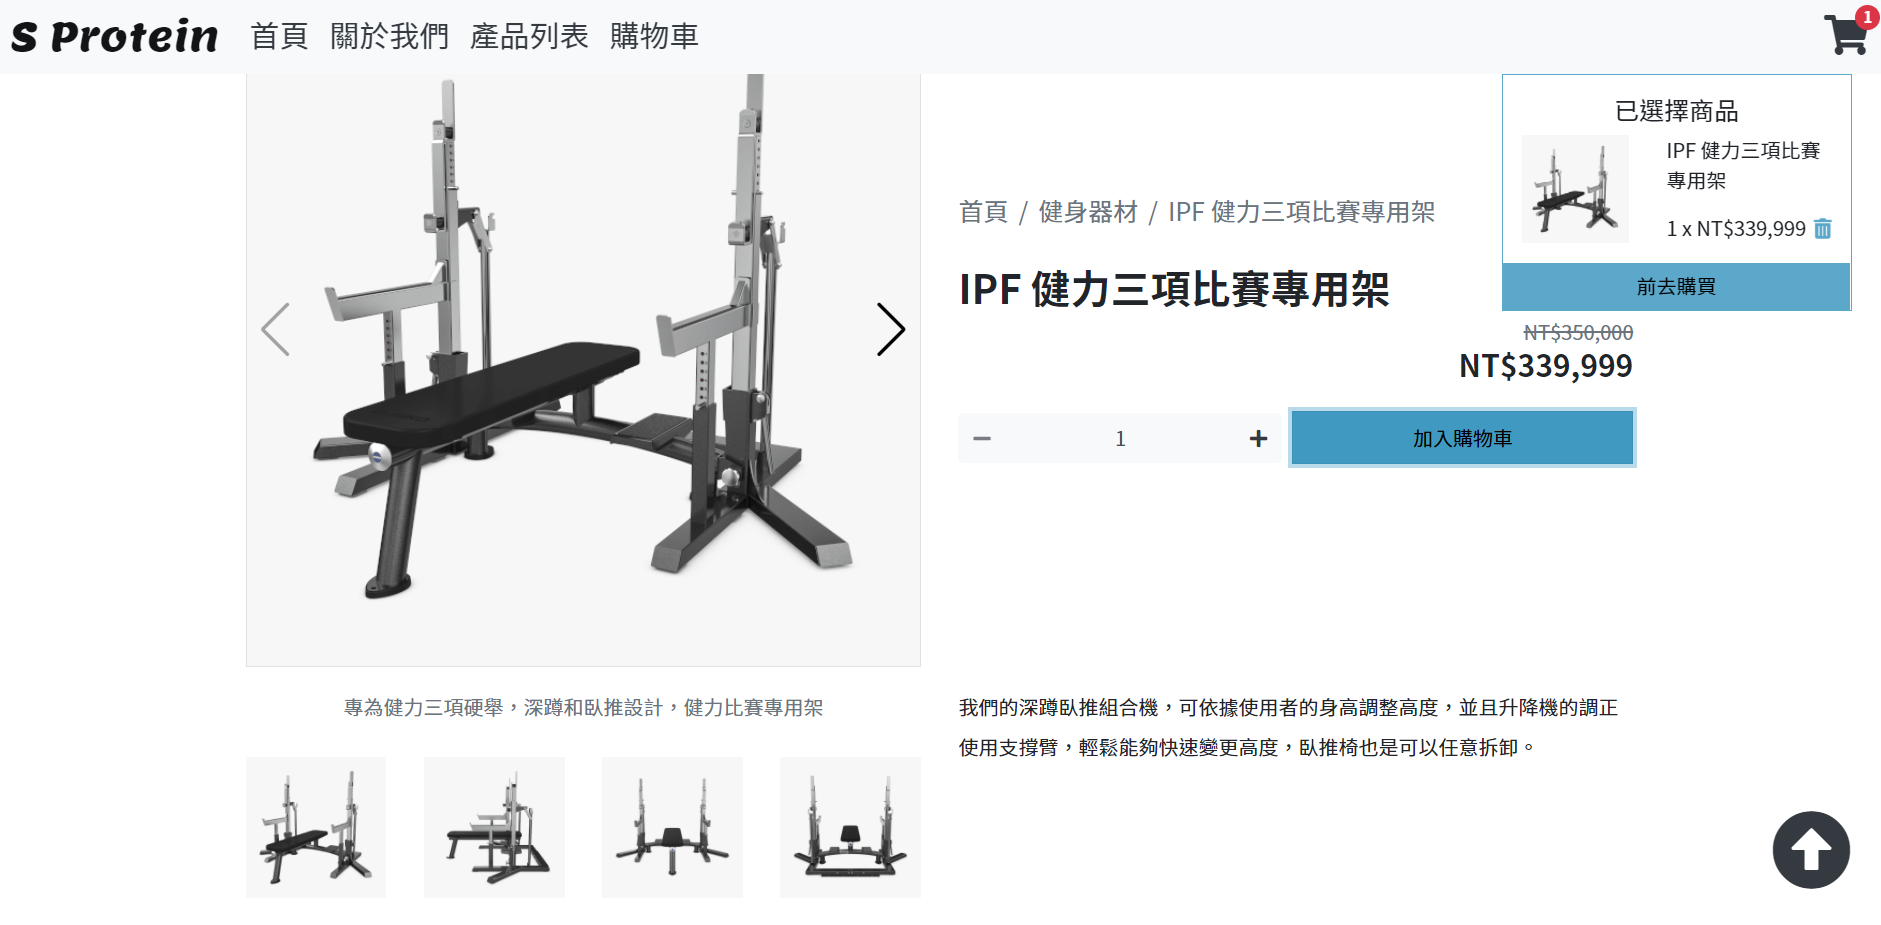 S Protein 首頁 關於我們 產品列表 購物車 1
已選擇商品
IPF 健力三項比賽
專用架
1 x NT$339,999
前去購買
首頁 / 健身器材 / IPF 健力三項比賽專用架
IPF 健力三項比賽專用架
NT$350,000
NT$339,999
1
加入購物車
專為健力三項硬舉，深蹲和臥推設計，健力比賽專用架
我們的深蹲臥推組合機，可依據使用者的身高調整高度，並且升降機的調正
使用支撐臂，輕鬆能夠快速變更高度，臥推椅也是可以任意拆卸。